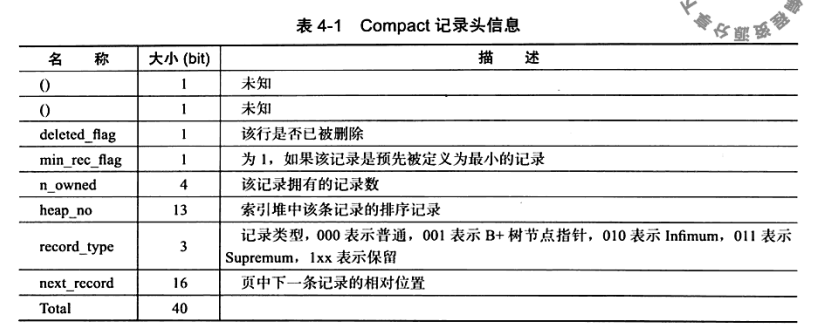 表 4-1 Compact 记录头信息
名 称 大小 (bit) 描 述
() 1 未知
() 1 未知
deleted_flag 1 该行是否已被删除
min_rec_flag 1 为 1，如果该记录是预先被定义为最小的记录
n_owned 4 该记录拥有的记录数
heap_no 13 索引堆中该条记录的排序记录
record_type 3 记录类型，000 表示普通，001 表示 B+ 树节点指针，010 表示 Infimum，011 表示
Supremum，1xx 表示保留
next_record 16 页中下一条记录的相对位置
Total 40
程资源分享